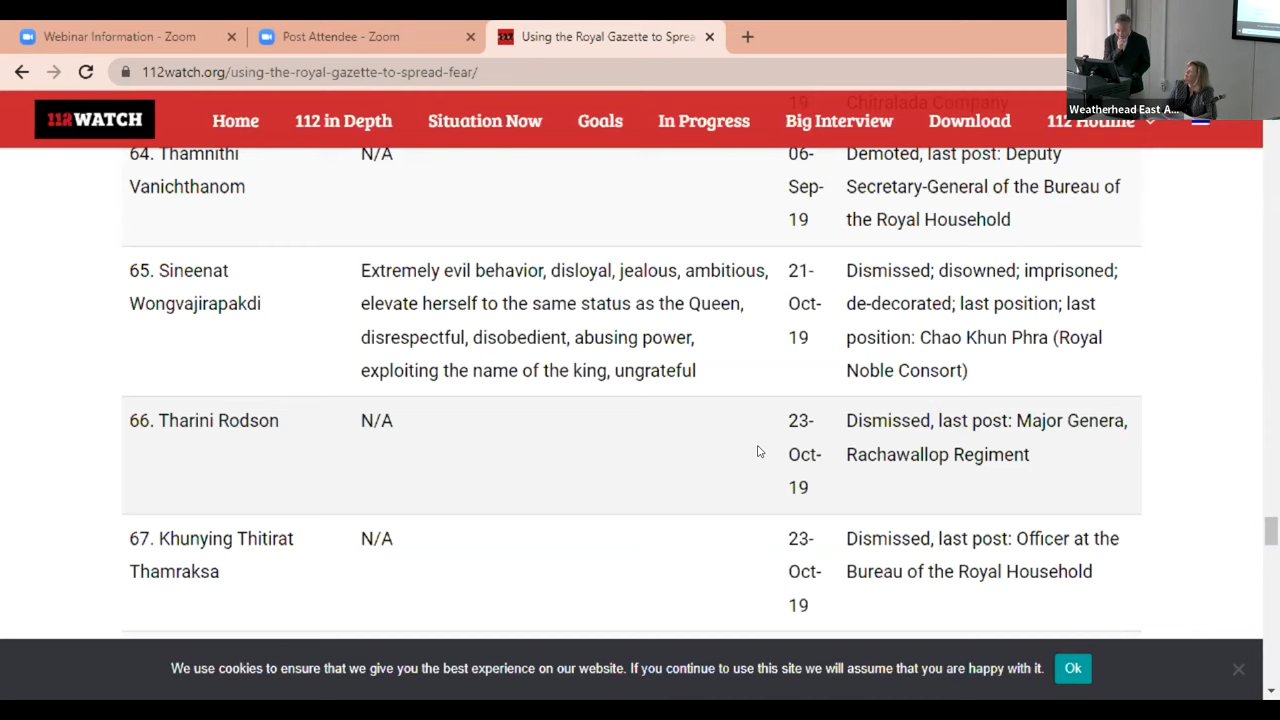 Webinar Information - Zoom
Post Attendee - Zoom
Using the Royal Gazette to Sprea
112watch.org/using-the-royal-gazette-to-spread-fear/
Weatherhead East A...
112WATCH
Home
112 in Depth
Situation Now
Goals
In Progress
Big Interview
Download
112 Hotline
19
Chitralada Company
64. Thamnithi
Vanichthanom
N/A
06-
Sep-
19
Demoted, last post: Deputy
Secretary-General of the Bureau of
the Royal Household
65. Sineenat
Wongvajirapakdi
Extremely evil behavior, disloyal, jealous, ambitious,
elevate herself to the same status as the Queen,
disrespectful, disobedient, abusing power,
exploiting the name of the king, ungrateful
21-
Oct-
19
Dismissed; disowned; imprisoned;
de-decorated; last position; last
position: Chao Khun Phra (Royal
Noble Consort)
66. Tharini Rodson
N/A
23-
Oct-
19
Dismissed, last post: Major Genera,
Rachawallop Regiment
67. Khunying Thitirat
Thamraksa
N/A
23-
Oct-
19
Dismissed, last post: Officer at the
Bureau of the Royal Household
We use cookies to ensure that we give you the best experience on our website. If you continue to use this site we will assume that you are happy with it.
Ok